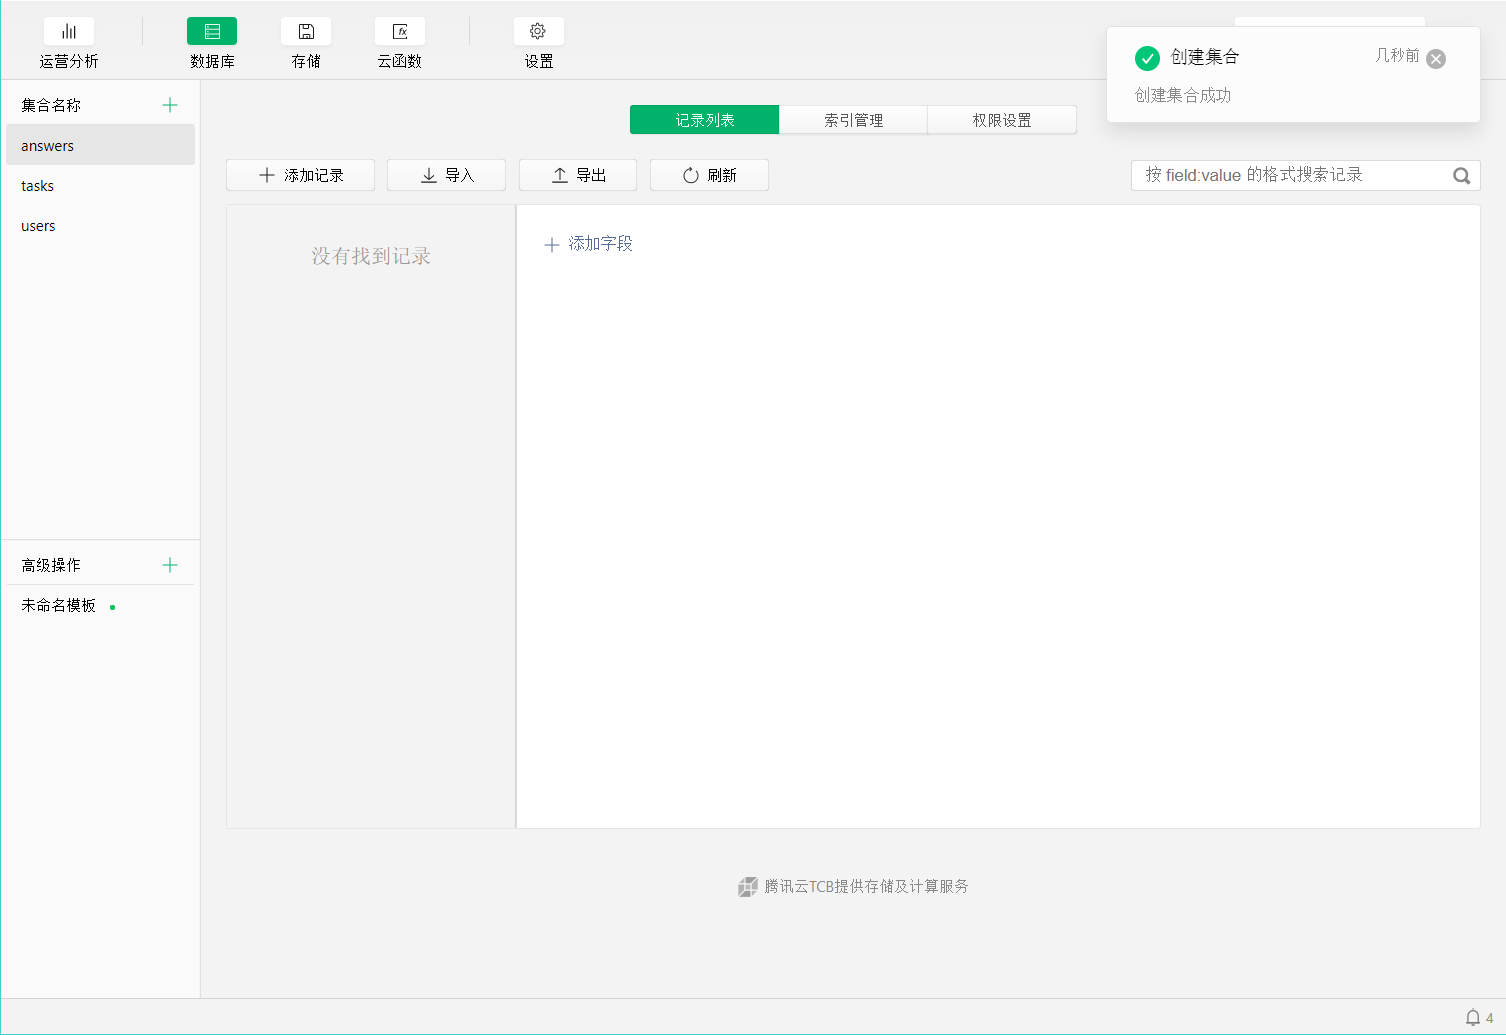 运营分析
数据库
存储
云函数
设置
创建集合
几秒前
创建集合成功
集合名称
answers
tasks
users
记录列表
索引管理
权限设置
添加记录
导入
导出
刷新
按 field:value 的格式搜索记录
没有找到记录
添加字段
高级操作
未命名模板
腾讯云TCB提供存储及计算服务
4